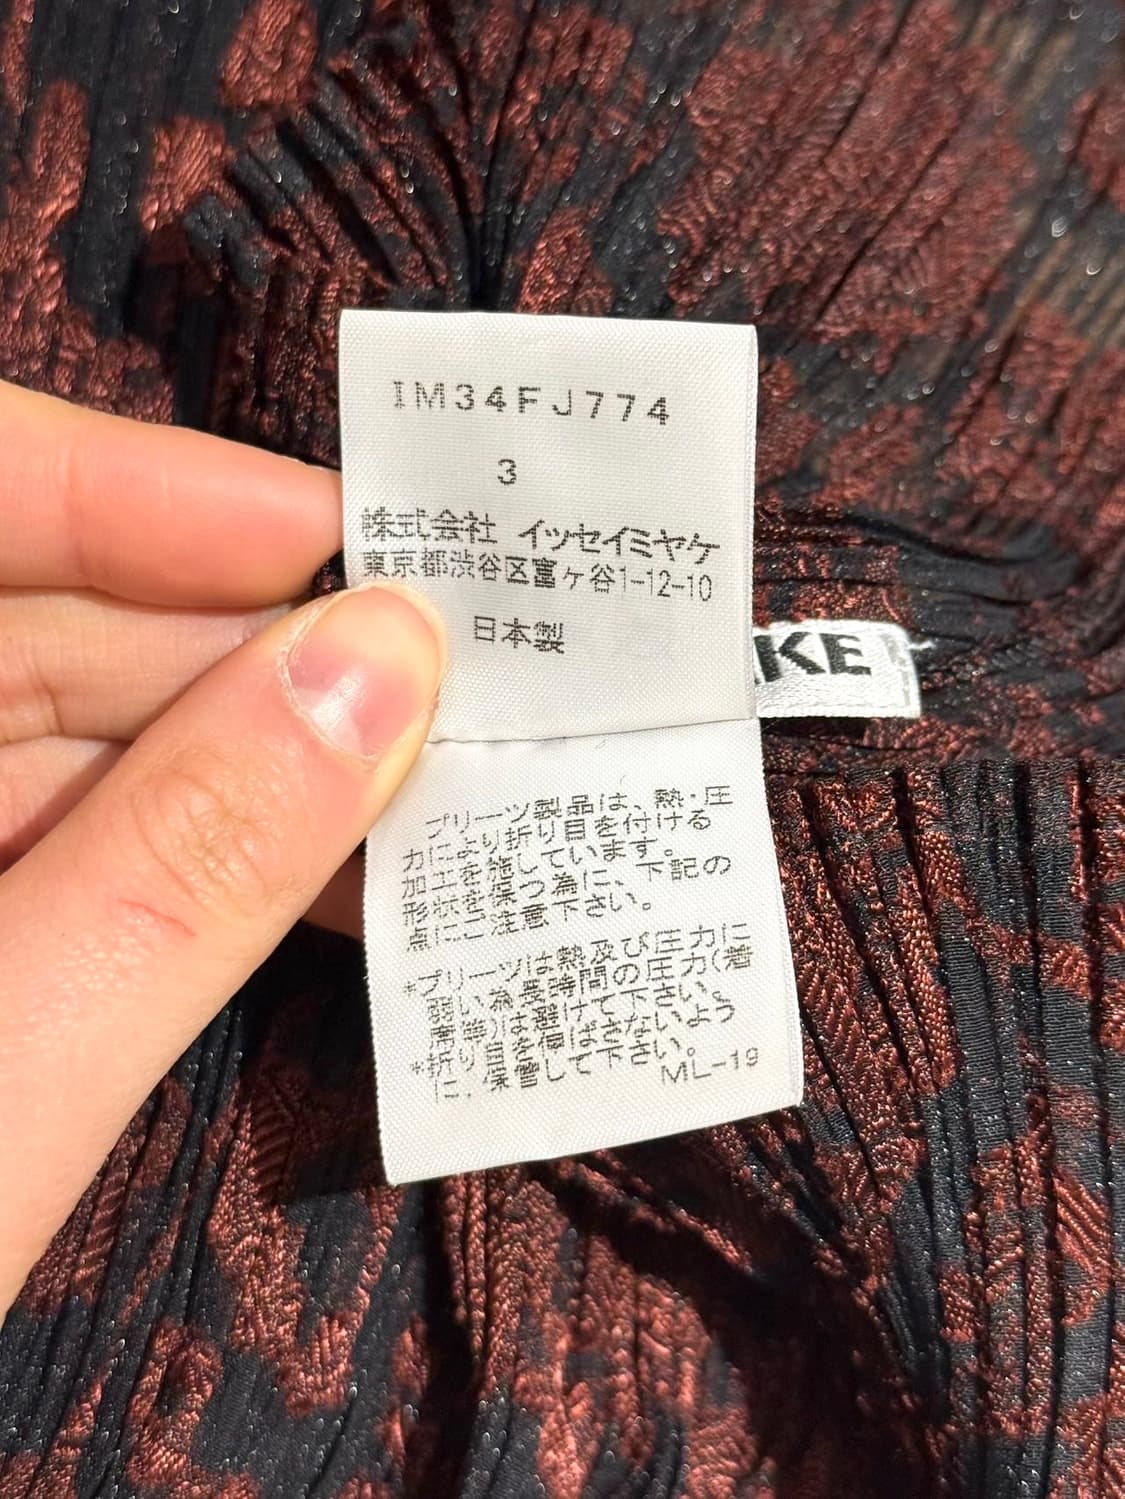 IM34FJ774
3
株式会社 イッセイミヤケ
東京都渋谷区富ヶ谷1-12-10
日本製
KE
プリーツ製品は、熱・圧
力により折り目を付ける
加工を施しています。
形状を保つ為に、下記の
点にご注意下さい。
*プリーツは熱及び圧力に
弱い為長時間の圧力(着
席等)は避けて下さい。
*折り目を伸ばさないよう
に、保管して下さい。
ML-19